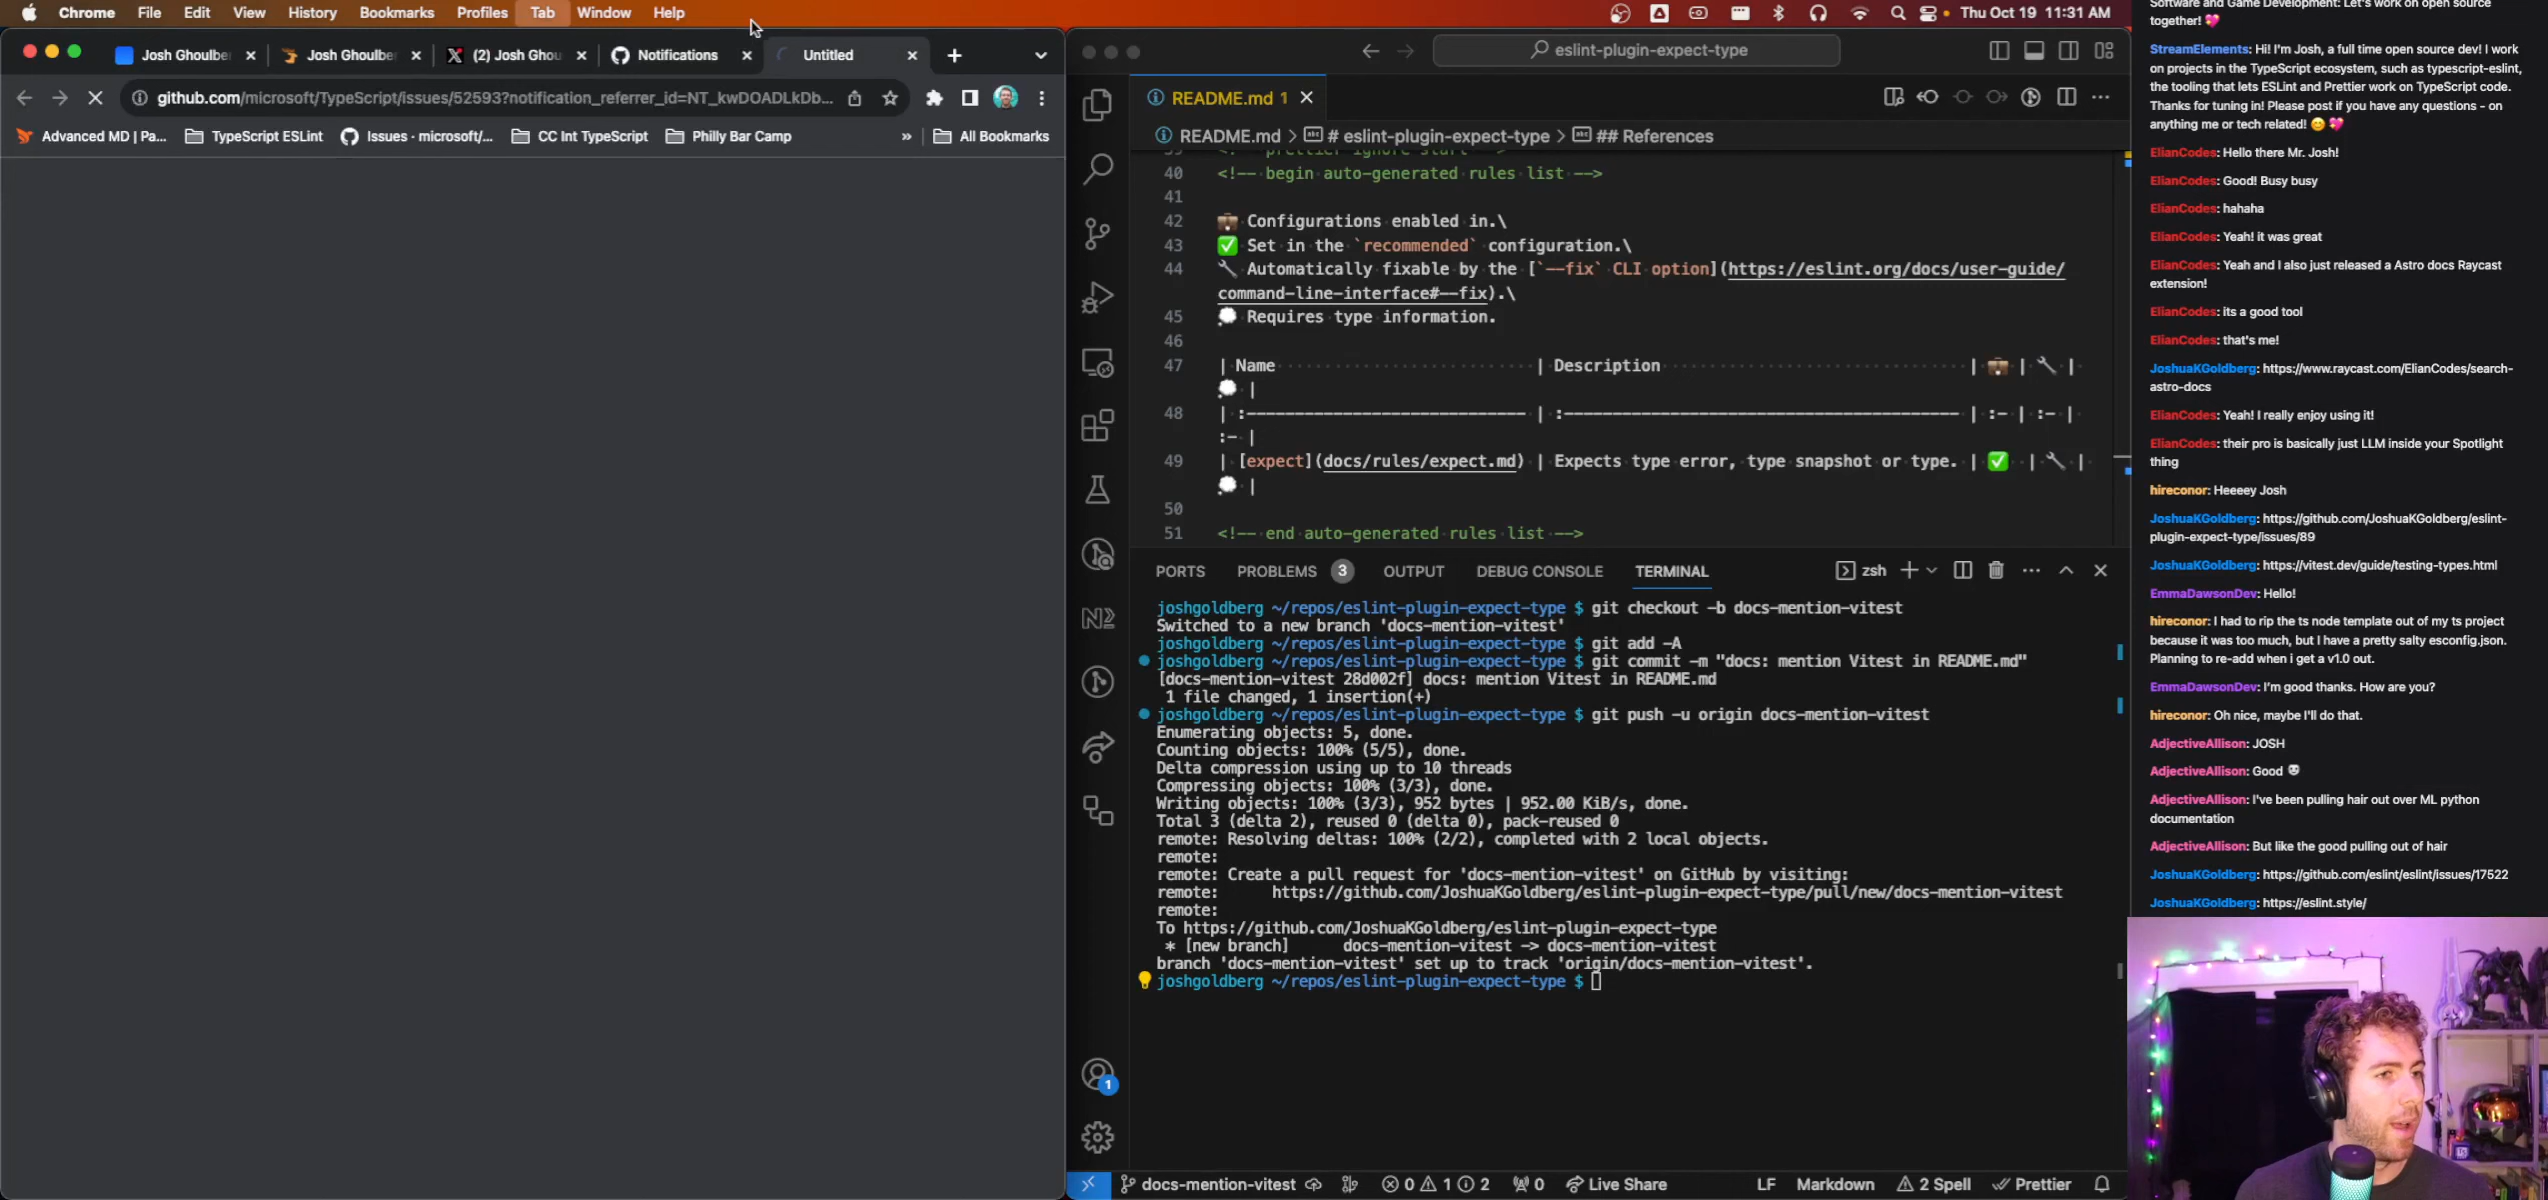 Chrome File Edit View History Bookmarks Profiles Tab Window Help
Thu Oct 19 11:31 AM
Josh Ghoulbe
Josh Ghoulbe
(2) Josh Ghou
Notifications
Untitled
github.com/microsoft/TypeScript/issues/52593?notification_referrer_id=NT_kwDOADLkDb...
Advanced MD | Pa...
TypeScript ESLint
Issues · microsoft/...
CC Int TypeScript
Philly Bar Camp
»
All Bookmarks
eslint-plugin-expect-type
README.md 1
README.md > # eslint-plugin-expect-type > ## References
40 <!-- begin auto-generated rules list -->
41
42 💼 Configurations enabled in.\
43 ✅ Set in the `recommended` configuration.\
44 🔧 Automatically fixable by the [`--fix` CLI option](https://eslint.org/docs/user-guide/
command-line-interface#--fix).\
45 💭 Requires type information.
46
47 | Name | Description | 💼 | 🔧 |
💭 |
48 | :----------------------------- | :------------------------------------------ | :- | :- |
:- |
49 | [expect](docs/rules/expect.md) | Expects type error, type snapshot or type. | ✅ | 🔧 |
💭 |
50
51 <!-- end auto-generated rules list -->
PORTS PROBLEMS 3 OUTPUT DEBUG CONSOLE TERMINAL
zsh
joshgoldberg ~/repos/eslint-plugin-expect-type $ git checkout -b docs-mention-vitest
Switched to a new branch 'docs-mention-vitest'
joshgoldberg ~/repos/eslint-plugin-expect-type $ git add -A
joshgoldberg ~/repos/eslint-plugin-expect-type $ git commit -m "docs: mention Vitest in README.md"
[docs-mention-vitest 28d002f] docs: mention Vitest in README.md
1 file changed, 1 insertion(+)
joshgoldberg ~/repos/eslint-plugin-expect-type $ git push -u origin docs-mention-vitest
Enumerating objects: 5, done.
Counting objects: 100% (5/5), done.
Delta compression using up to 10 threads
Compressing objects: 100% (3/3), done.
Writing objects: 100% (3/3), 952 bytes | 952.00 KiB/s, done.
Total 3 (delta 2), reused 0 (delta 0), pack-reused 0
remote: Resolving deltas: 100% (2/2), completed with 2 local objects.
remote:
remote: Create a pull request for 'docs-mention-vitest' on GitHub by visiting:
remote: https://github.com/JoshuaKGoldberg/eslint-plugin-expect-type/pull/new/docs-mention-vitest
remote:
To https://github.com/JoshuaKGoldberg/eslint-plugin-expect-type
* [new branch] docs-mention-vitest -> docs-mention-vitest
branch 'docs-mention-vitest' set up to track 'origin/docs-mention-vitest'.
joshgoldberg ~/repos/eslint-plugin-expect-type $
1
docs-mention-vitest 0 1 2 0 Live Share LF Markdown 2 Spell Prettier
Software and Game Development: Let's work on open source
together! 💖
StreamElements: Hi! I'm Josh, a full time open source dev! I work
on projects in the TypeScript ecosystem, such as typescript-eslint,
the tooling that lets ESLint and Prettier work on TypeScript code.
Thanks for tuning in! Please post if you have any questions - on
anything me or tech related! 😊 💖
ElianCodes: Hello there Mr. Josh!
ElianCodes: Good! Busy busy
ElianCodes: hahaha
ElianCodes: Yeah! it was great
ElianCodes: Yeah and I also just released a Astro docs Raycast
extension!
ElianCodes: its a good tool
ElianCodes: that's me!
JoshuaKGoldberg: https://www.raycast.com/ElianCodes/search-
astro-docs
ElianCodes: Yeah! I really enjoy using it!
ElianCodes: their pro is basically just LLM inside your Spotlight
thing
hireconor: Heeeey Josh
JoshuaKGoldberg: https://github.com/JoshuaKGoldberg/eslint-
plugin-expect-type/issues/89
JoshuaKGoldberg: https://vitest.dev/guide/testing-types.html
EmmaDawsonDev: Hello!
hireconor: I had to rip the ts node template out of my ts project
because it was too much, but I have a pretty salty esconfig.json.
Planning to re-add when i get a v1.0 out.
EmmaDawsonDev: I'm good thanks. How are you?
hireconor: Oh nice, maybe I'll do that.
AdjectiveAllison: JOSH
AdjectiveAllison: Good
AdjectiveAllison: I've been pulling hair out over ML python
documentation
AdjectiveAllison: But like the good pulling out of hair
JoshuaKGoldberg: https://github.com/eslint/eslint/issues/17522
JoshuaKGoldberg: https://eslint.style/